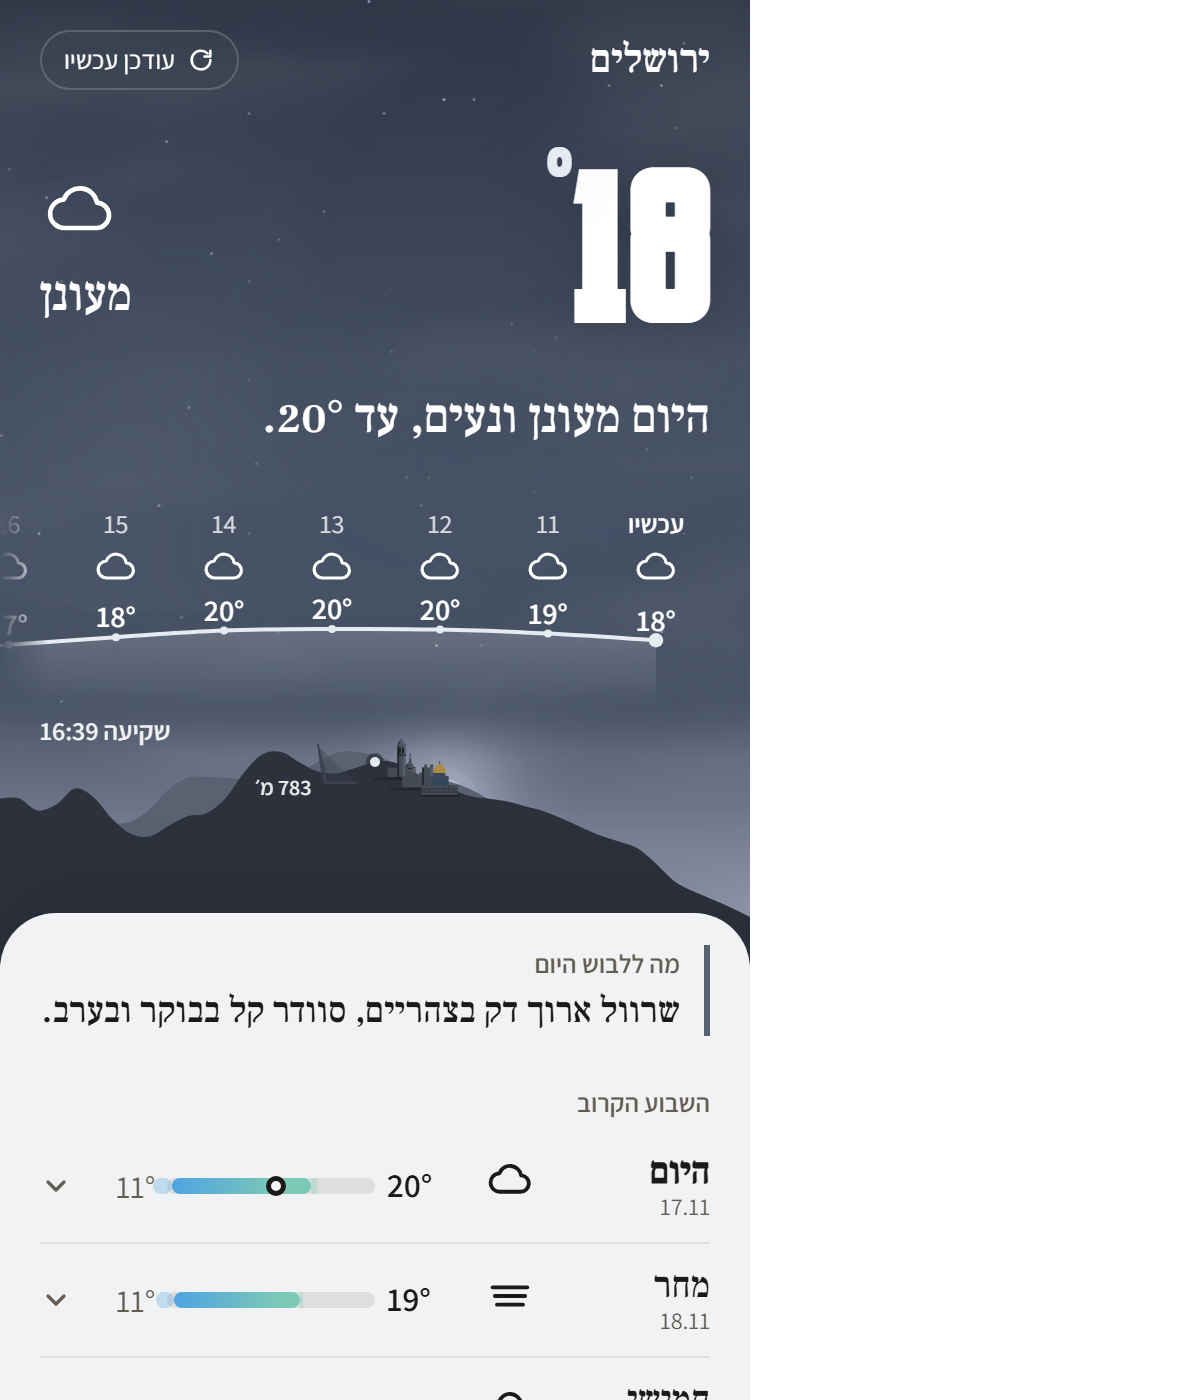 ירושלים
עודכן עכשיו
18°
מעונן
היום מעונן ונעים, עד 20°.
עכשיו 11 12 13 14 15
18° 19° 20° 20° 20° 18° 7°
שקיעה 16:39
783 מ׳
מה ללבוש היום
שרוול ארוך דק בצהריים, סוודר קל בבוקר ובערב.
השבוע הקרוב
היום 20° 11°
17.11
מחר 19° 11°
18.11